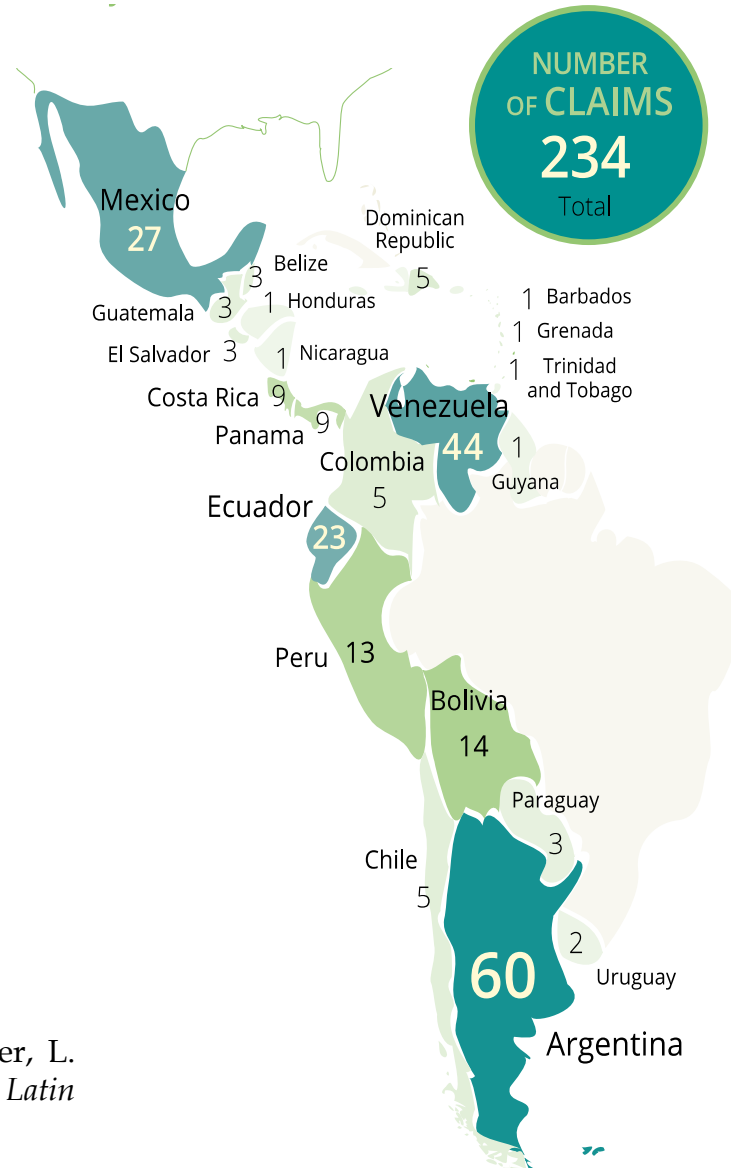 NUMBER
OF CLAIMS
234
Total
Mexico
27
Dominican
Republic
5
Belize
3
Guatemala
3
Honduras
1
El Salvador
3
Nicaragua
1
Costa Rica
9
Panama
9
1 Barbados
1 Grenada
1 Trinidad
and Tobago
Venezuela
44
1
Guyana
Colombia
5
Ecuador
23
Peru
13
Bolivia
14
Paraguay
3
Chile
5
2
Uruguay
60
Argentina
er, L.
Latin